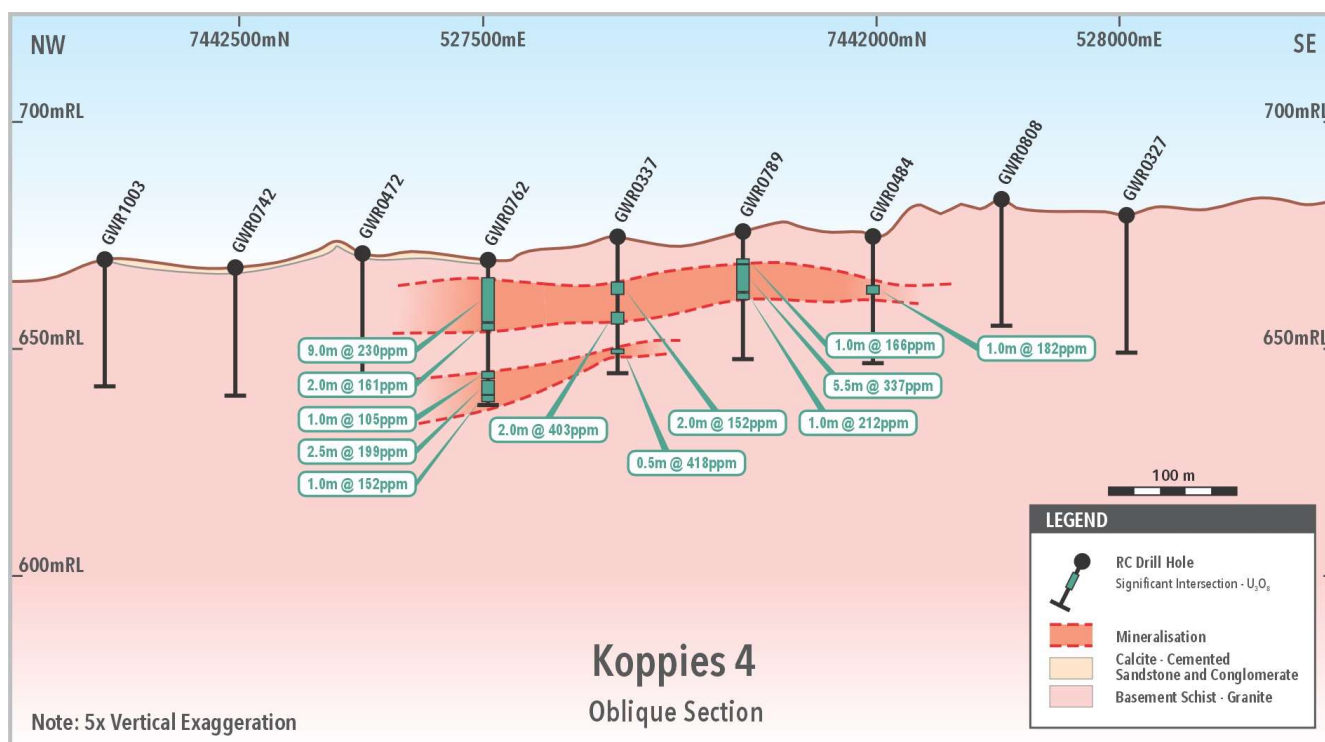 NW
7442500mN
527500mE
7442000mN
528000mE
SE
700mRL
700mRL
GWR1003
GWR0742
GWR0472
GWR0762
GWR0337
GWR0789
GWR0484
GWR0808
GWR0327
650mRL
650mRL
9.0m @ 230ppm
2.0m @ 161ppm
1.0m @ 105ppm
2.5m @ 199ppm
1.0m @ 152ppm
2.0m @ 403ppm
0.5m @ 418ppm
2.0m @ 152ppm
1.0m @ 166ppm
5.5m @ 337ppm
1.0m @ 212ppm
1.0m @ 182ppm
100 m
600mRL
LEGEND
RC Drill Hole
Significant Intersection - U₃O₈
Mineralisation
Calcite - Cemented
Sandstone and Conglomerate
Basement Schist - Granite
Koppies 4
Oblique Section
Note: 5x Vertical Exaggeration